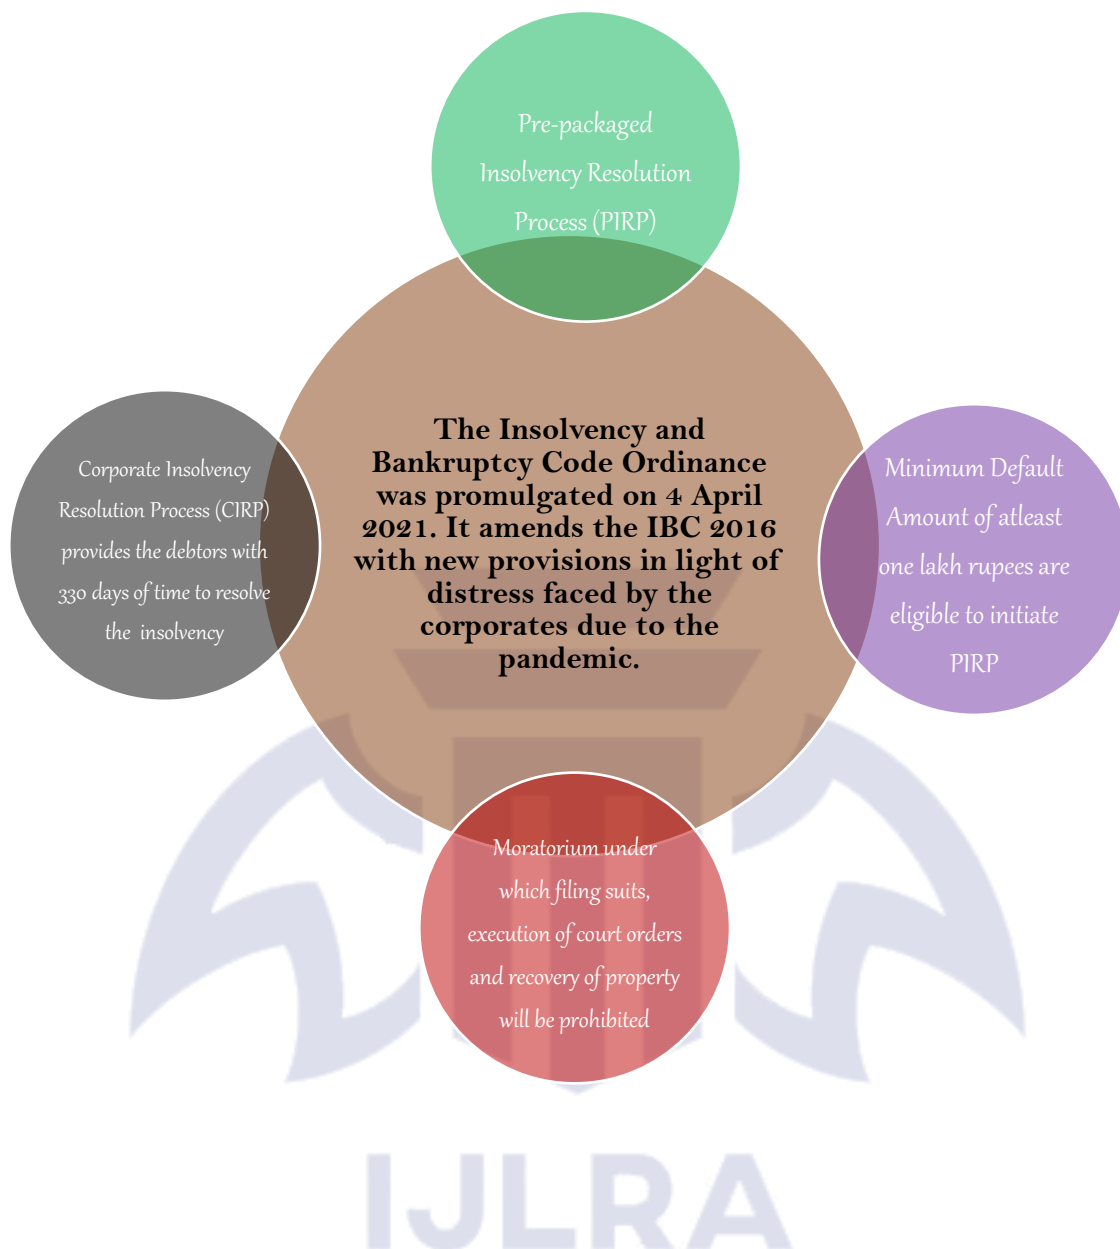 Pre-packaged
Insolvency Resolution
Process (PIRP)
The Insolvency and
Bankruptcy Code Ordinance
was promulgated on 4 April
2021. It amends the IBC 2016
with new provisions in light of
distress faced by the
corporates due to the
pandemic.
Corporate Insolvency
Resolution Process (CIRP)
provides the debtors with
330 days of time to resolve
the insolvency
Minimum Default
Amount of atleast
one lakh rupees are
eligible to initiate
PIRP
Moratorium under
which filing suits,
execution of court orders
and recovery of property
will be prohibited
IJLRA